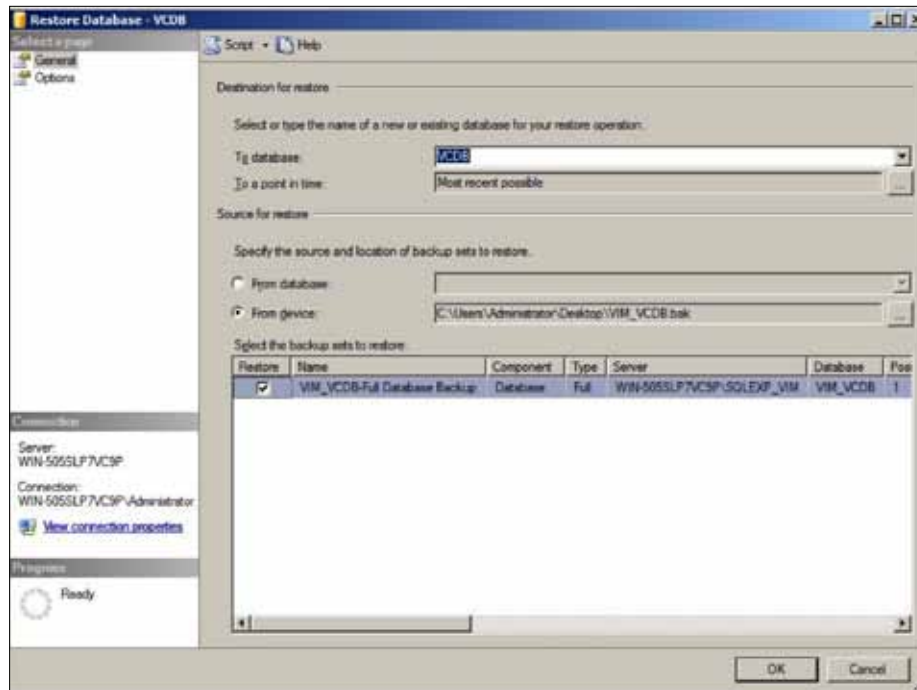 Restore Database - VCDB
Select a page
General
Options
Script Help
Destination for restore
Select or type the name of a new or existing database for your restore operation.
To database: VCDB
To a point in time: Most recent possible
...
Source for restore
Specify the source and location of backup sets to restore.
From database:
From device: C:\Users\Administrator\Desktop\VIM_VCDB.bak
...
Select the backup sets to restore:
Restore Name Component Type Server Database Posi
VIM_VCDB-Full Database Backup Database Full WIN-505SLP7VC9P\SQLEXP_VIM VIM_VCDB 1
Connection
Server:
WIN-505SLP7VC9P
Connection:
WIN-505SLP7VC9P\Administrator
View connection properties
Progress
Ready
OK Cancel